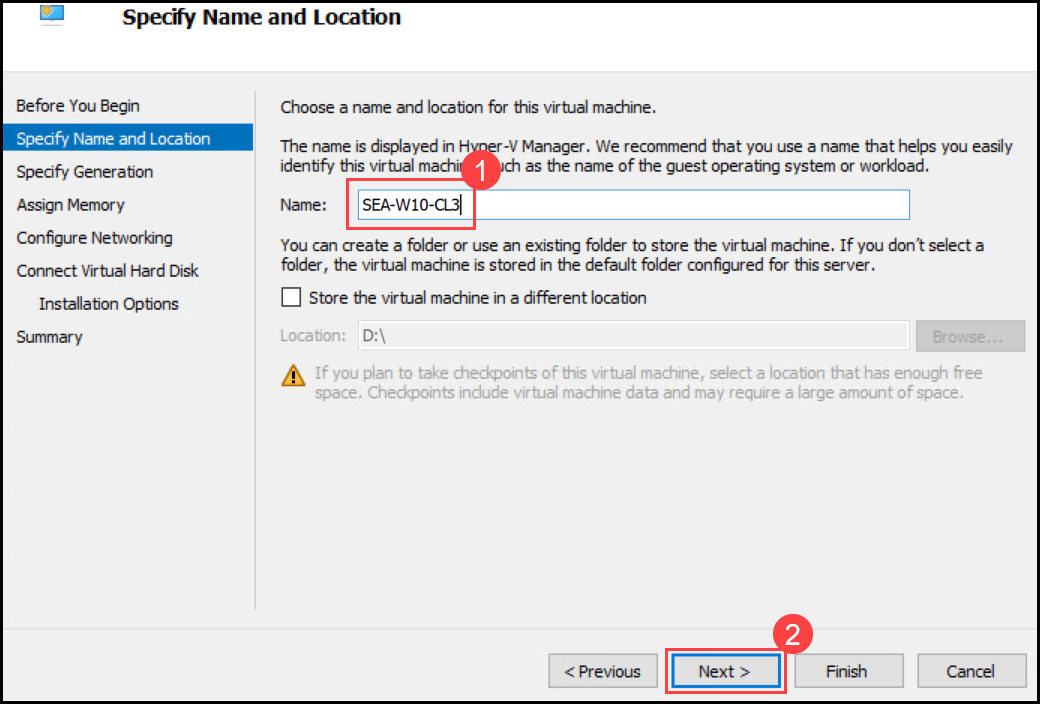 Specify Name and Location
Before You Begin
Specify Name and Location
Specify Generation
Assign Memory
Configure Networking
Connect Virtual Hard Disk
Installation Options
Summary
Choose a name and location for this virtual machine.
The name is displayed in Hyper-V Manager. We recommend that you use a name that helps you easily
identify this virtual machin uch as the name of the guest operating system or workload.
1
Name: SEA-W10-CL3
You can create a folder or use an existing folder to store the virtual machine. If you don't select a
folder, the virtual machine is stored in the default folder configured for this server.
Store the virtual machine in a different location
Location: D:\ Browse...
If you plan to take checkpoints of this virtual machine, select a location that has enough free
space. Checkpoints include virtual machine data and may require a large amount of space.
2
< Previous Next > Finish Cancel